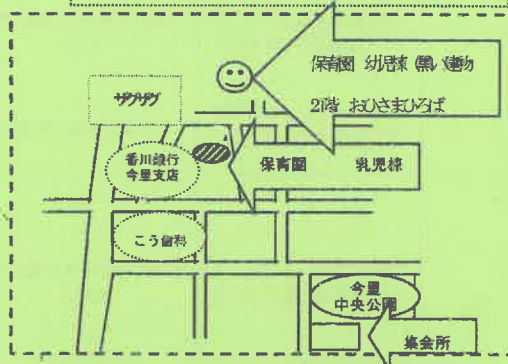 保育園 幼児棟 (黒い建物
2階 おひさまひろば
ザグザグ
香川銀行
今里支店
保育園 乳児棟
こう歯科
今里
中央公園
集会所